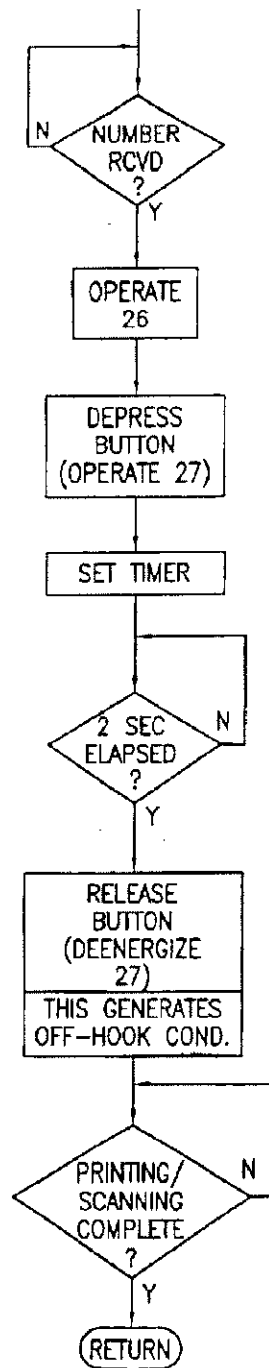 NUMBER
RCVD
?
N
Y
OPERATE
26
DEPRESS
BUTTON
(OPERATE 27)
SET TIMER
2 SEC
ELAPSED
?
N
Y
RELEASE
BUTTON
(DEENERGIZE
27)
THIS GENERATES
OFF-HOOK COND.
PRINTING/
SCANNING
COMPLETE
?
N
Y
RETURN